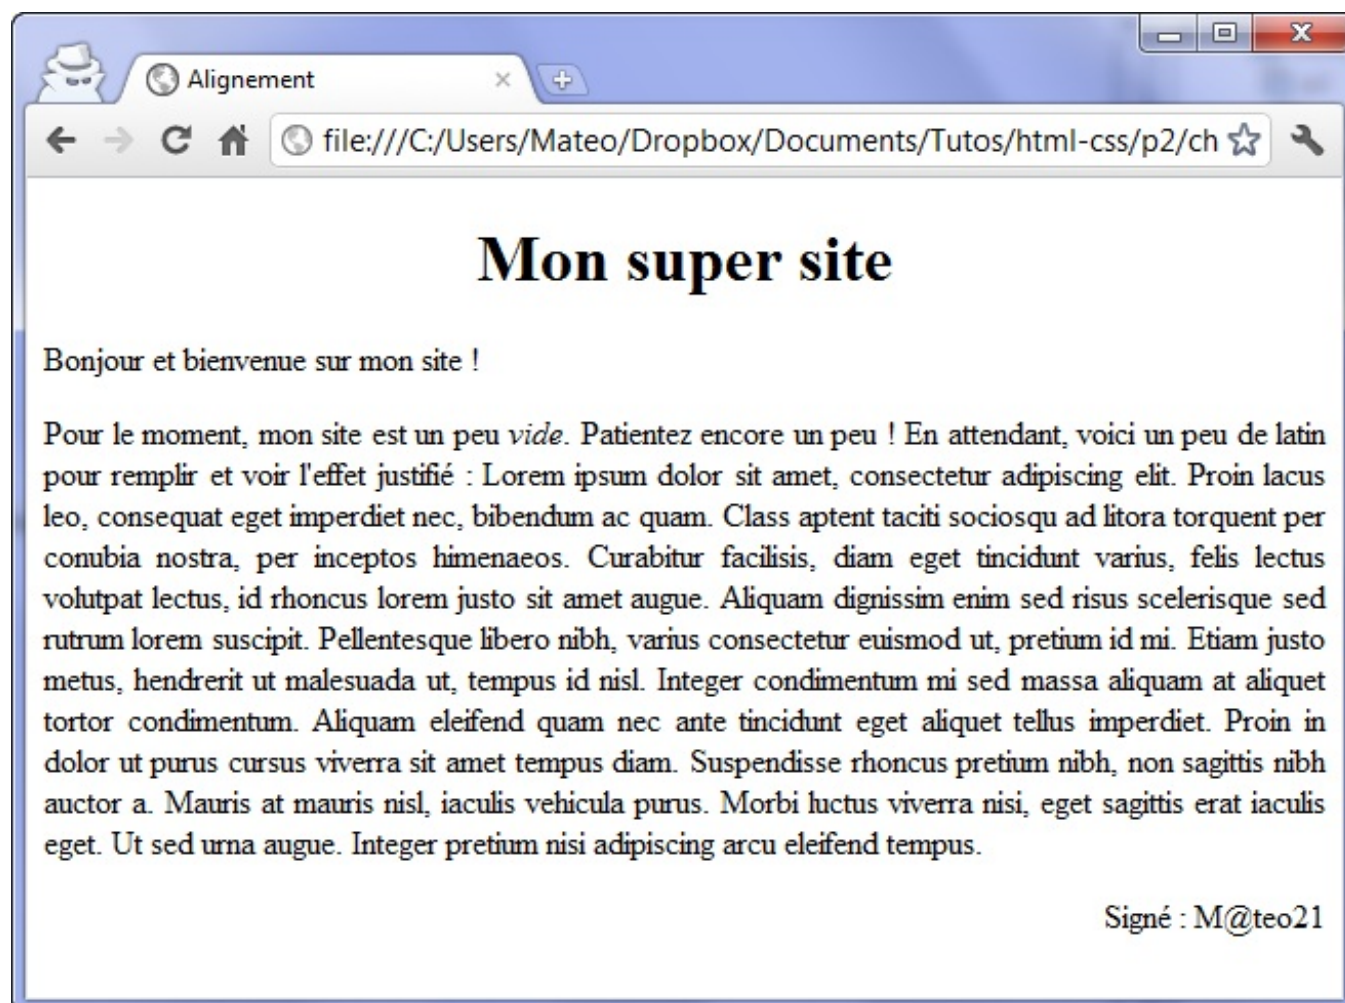 Alignement
file:///C:/Users/Mateo/Dropbox/Documents/Tutos/html-css/p2/ch
Mon super site
Bonjour et bienvenue sur mon site !
Pour le moment, mon site est un peu vide. Patientez encore un peu ! En attendant, voici un peu de latin
pour remplir et voir l'effet justifié : Lorem ipsum dolor sit amet, consectetur adipiscing elit. Proin lacus
leo, consequat eget imperdiet nec, bibendum ac quam. Class aptent taciti sociosqu ad litora torquent per
conubia nostra, per inceptos himenaeos. Curabitur facilisis, diam eget tincidunt varius, felis lectus
volutpat lectus, id rhoncus lorem justo sit amet augue. Aliquam dignissim enim sed risus scelerisque sed
rutrum lorem suscipit. Pellentesque libero nibh, varius consectetur euismod ut, pretium id mi. Etiam justo
metus, hendrerit ut malesuada ut, tempus id nisl. Integer condimentum mi sed massa aliquam at aliquet
tortor condimentum. Aliquam eleifend quam nec ante tincidunt eget aliquet tellus imperdiet. Proin in
dolor ut purus cursus viverra sit amet tempus diam. Suspendisse rhoncus pretium nibh, non sagittis nibh
auctor a. Mauris at mauris nisl, iaculis vehicula purus. Morbi luctus viverra nisi, eget sagittis erat iaculis
eget. Ut sed urna augue. Integer pretium nisi adipiscing arcu eleifend tempus.
Signé : M@teo21